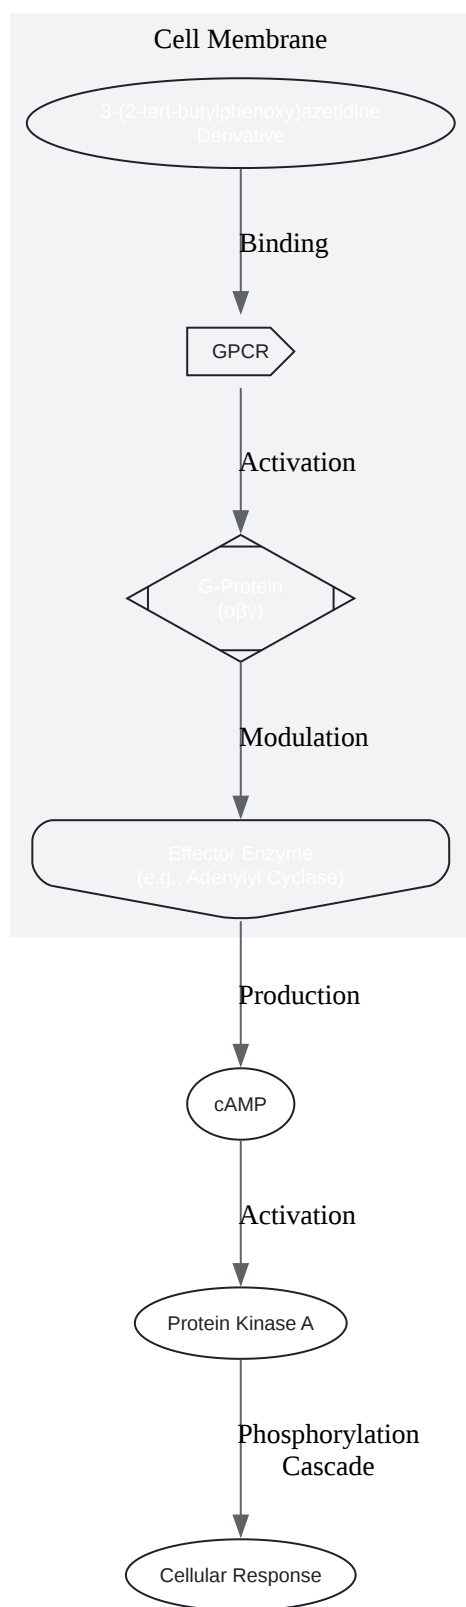 Cell Membrane
3-(2-tert-butylphenoxy)azetidine
Derivative
Binding
GPCR
Activation
G-Protein
(αβγ)
Modulation
Effector Enzyme
(e.g., Adenylyl Cyclase)
Production
cAMP
Activation
Protein Kinase A
Phosphorylation
Cascade
Cellular Response